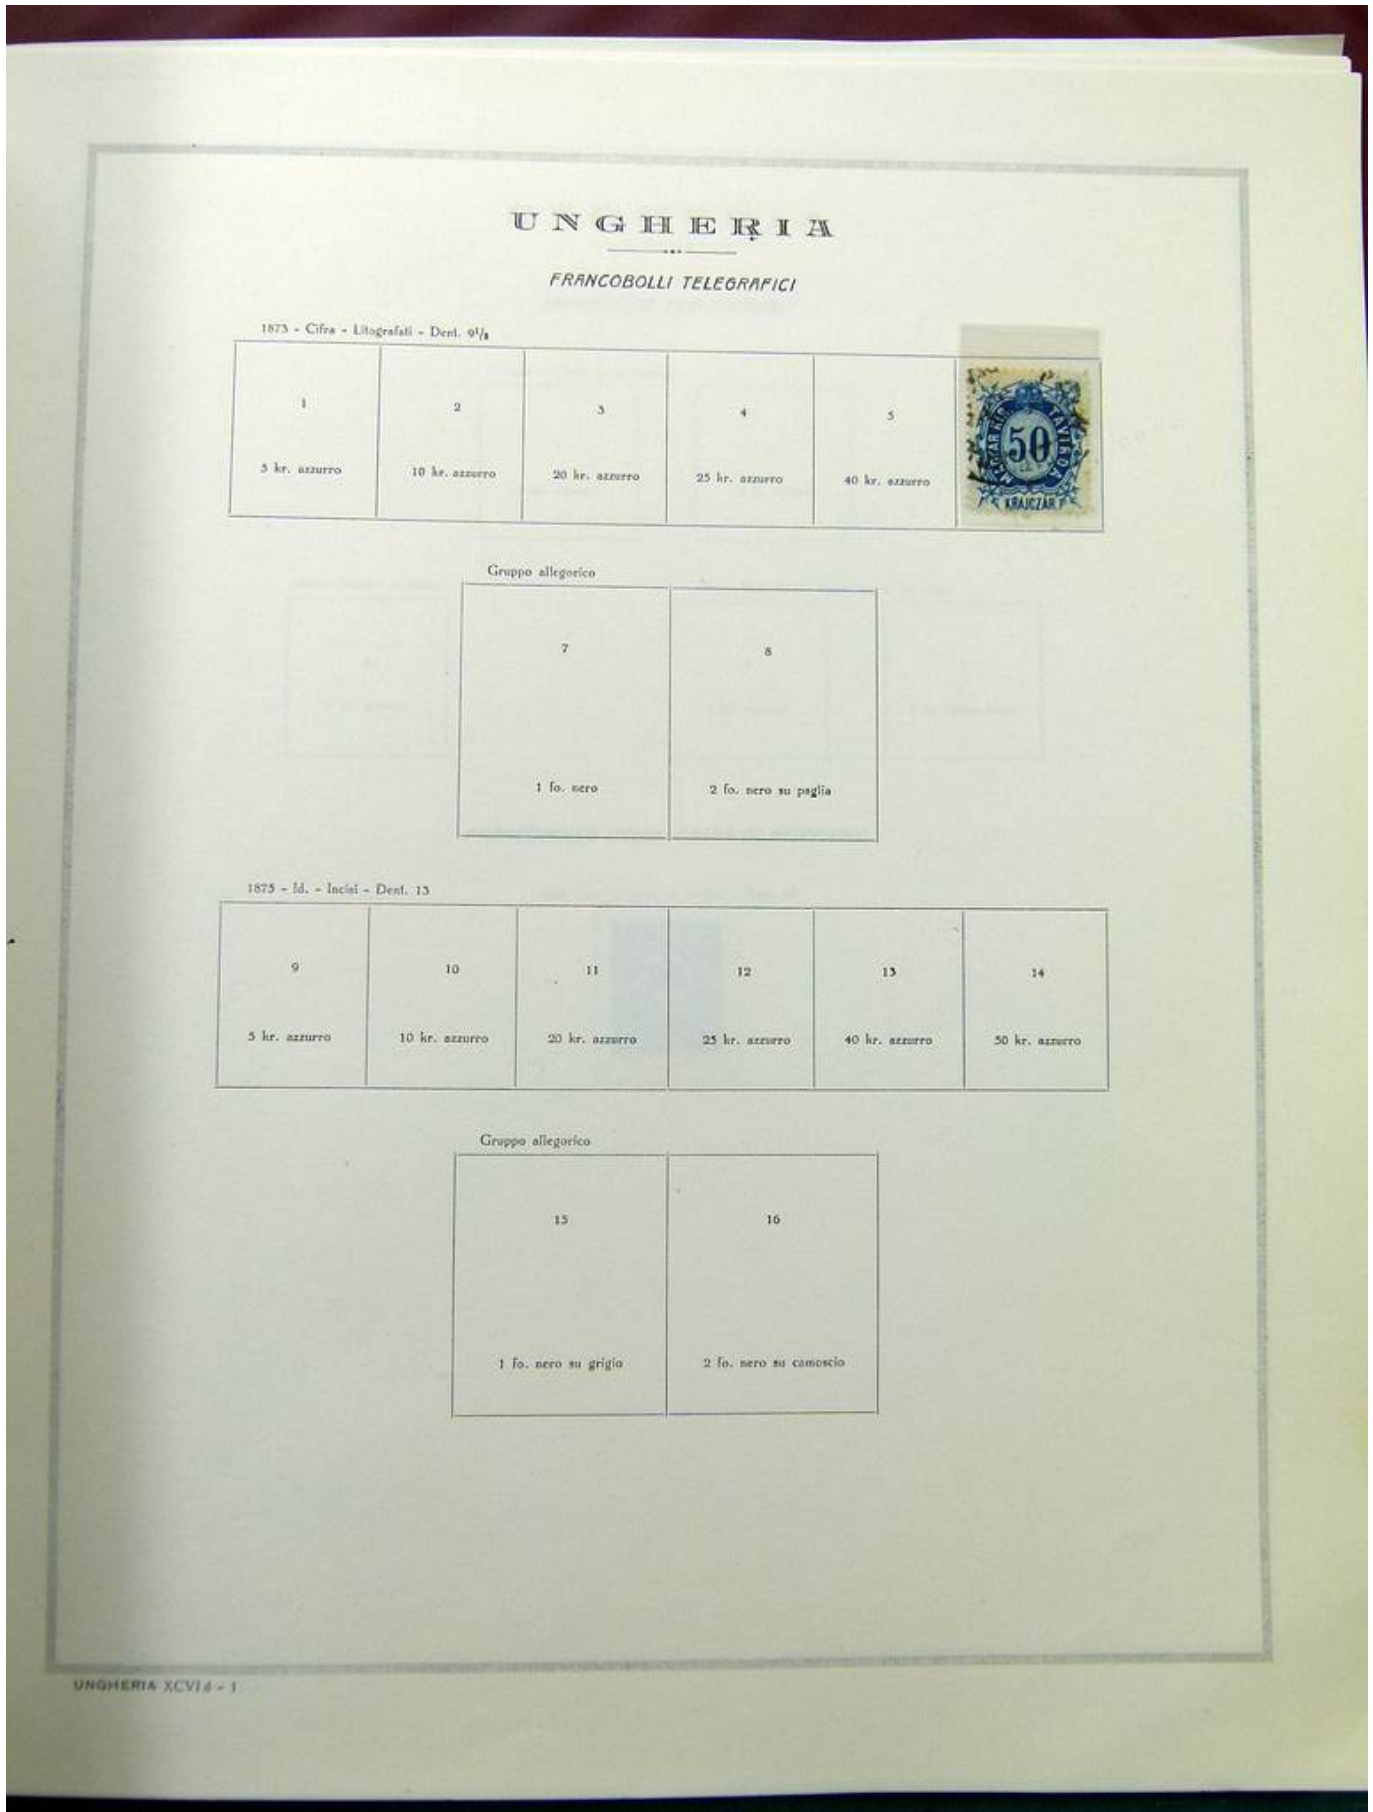 UNGHERIA
FRANCOBOLLI TELEGRAFICI
1873 - Cifra - Litografati - Dent. 9½
1 2 3 4 5
5 kr. azzurro 10 kr. azzurro 20 kr. azzurro 25 kr. azzurro 40 kr. azzurro
MAGYAR KIR. TAVIRDA
50
KRAJCZÁR
Gruppo allegorico
7 8
1 fo. nero 2 fo. nero su paglia
1873 - Id. - Incisi - Dent. 13
9 10 11 12 13 14
5 kr. azzurro 10 kr. azzurro 20 kr. azzurro 25 kr. azzurro 40 kr. azzurro 50 kr. azzurro
Gruppo allegorico
15 16
1 fo. nero su grigio 2 fo. nero su camoscio
UNGHERIA XCVI d - 1